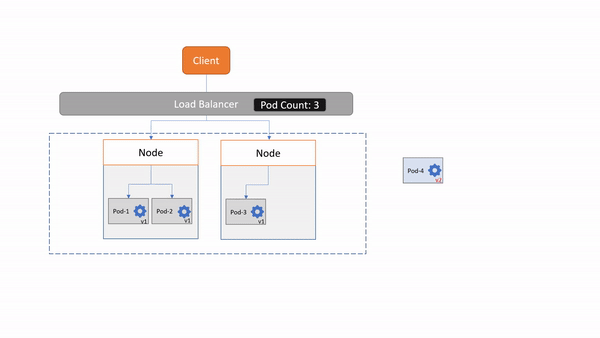 Client
Load Balancer
Pod Count: 3
Node
Node
Pod-1
v1
Pod-2
v1
Pod-3
v1
Pod-4
v2